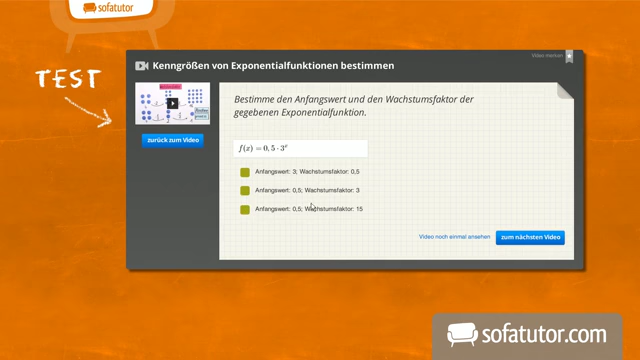 sofatutor
TEST
Kenngrößen von Exponentialfunktionen bestimmen
Video merken
Bestimme den Anfangswert und den Wachstumsfaktor der
gegebenen Exponentialfunktion.
zurück zum Video
f(x) = 0,5 · 3ˣ
Anfangswert: 3; Wachstumsfaktor: 0,5
Anfangswert: 0,5; Wachstumsfaktor: 3
Anfangswert: 0,5; Wachstumsfaktor: 15
Video noch einmal ansehen
zum nächsten Video
sofatutor.com